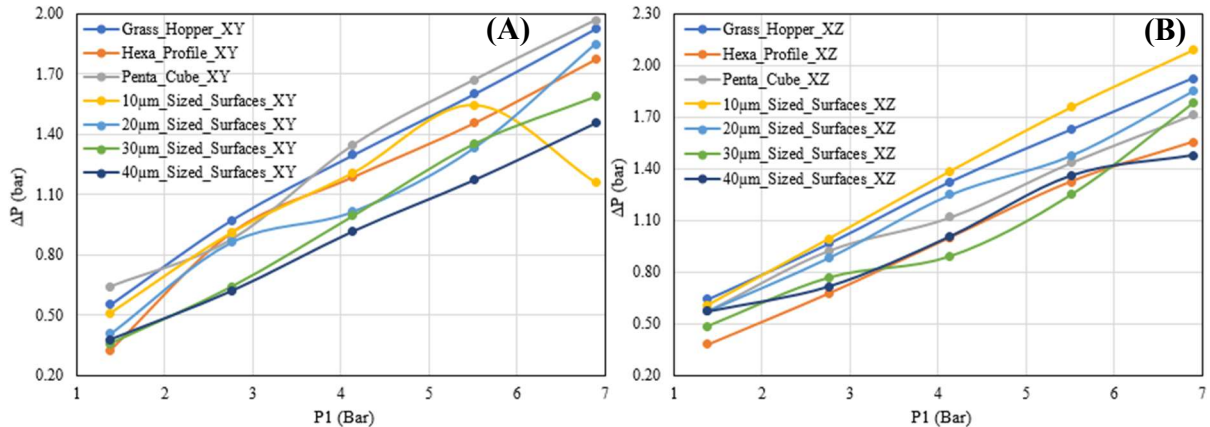 (A)
Grass_Hopper_XY
Hexa_Profile_XY
Penta_Cube_XY
10µm_Sized_Surfaces_XY
20µm_Sized_Surfaces_XY
30µm_Sized_Surfaces_XY
40µm_Sized_Surfaces_XY
2.00
1.70
1.40
1.10
0.80
0.50
0.20
ΔP (bar)
1 2 3 4 5 6 7
P1 (Bar)
(B)
Grass_Hopper_XZ
Hexa_Profile_XZ
Penta_Cube_XZ
10µm_Sized_Surfaces_XZ
20µm_Sized_Surfaces_XZ
30µm_Sized_Surfaces_XZ
40µm_Sized_Surfaces_XZ
2.30
2.00
1.70
1.40
1.10
0.80
0.50
0.20
ΔP (bar)
1 2 3 4 5 6 7
P1 (Bar)